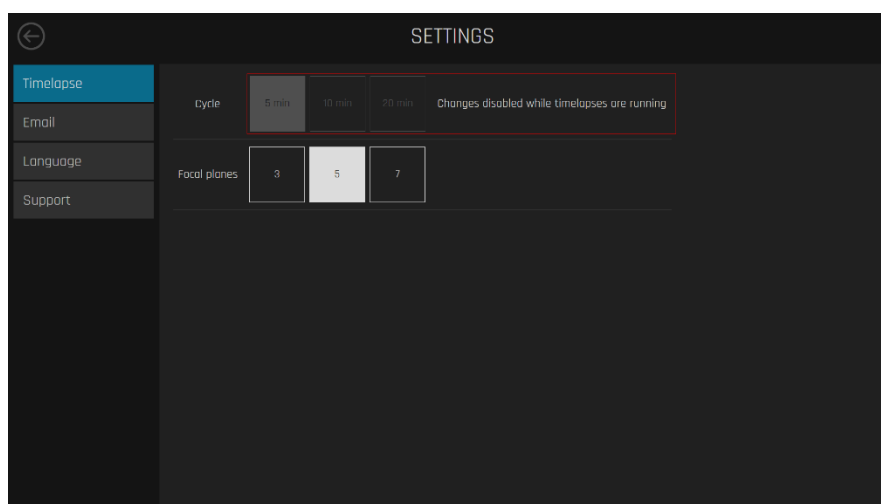 SETTINGS
Timelapse
Email
Language
Support
Cycle
5 min
10 min
20 min
Changes disabled while timelapses are running
Focal planes
3
5
7